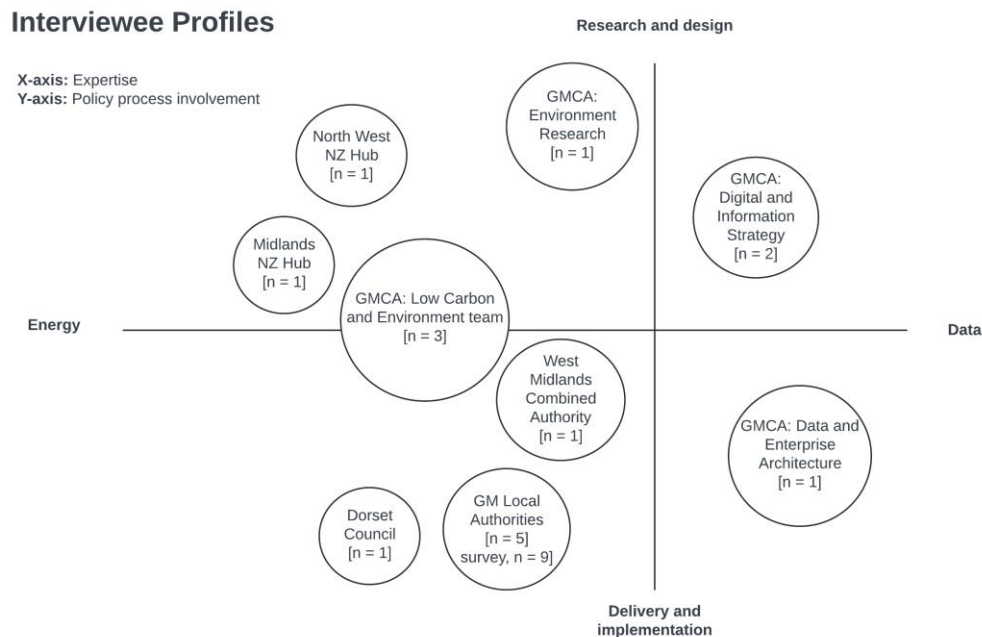 Interviewee Profiles
Research and design
X-axis: Expertise
Y-axis: Policy process involvement
GMCA:
Environment
Research
[n = 1]
North West
NZ Hub
[n = 1]
GMCA:
Digital and
Information
Strategy
[n = 2]
Midlands
NZ Hub
[n = 1]
GMCA: Low Carbon
and Environment team
[n = 3]
Energy
Data
West
Midlands
Combined
Authority
[n = 1]
GMCA: Data and
Enterprise
Architecture
[n = 1]
Dorset
Council
[n = 1]
GM Local
Authorities
[n = 5]
survey, n = 9]
Delivery and
implementation